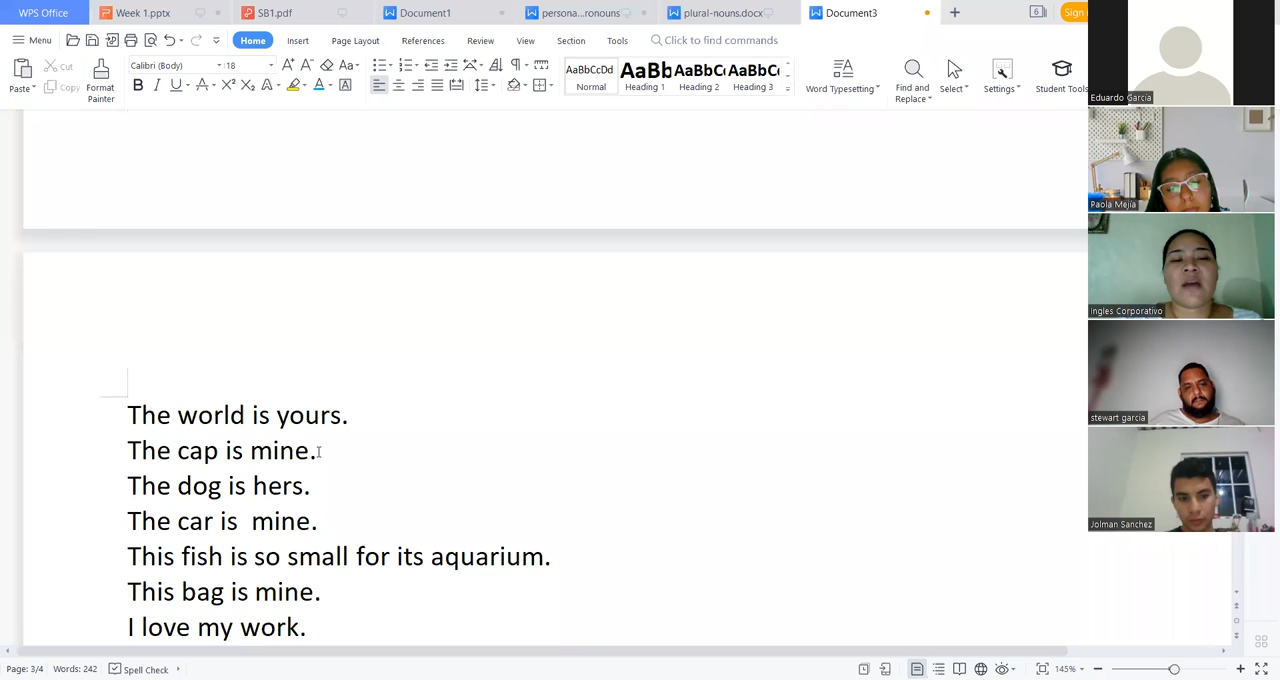 WPS Office
Week 1.pptx
SB1.pdf
Document1
persona...ronouns
plural-nouns.docx
Document3
Sign
Menu
Home
Insert
Page Layout
References
Review
View
Section
Tools
Click to find commands
Paste
Cut
Copy
Format Painter
Calibri (Body)
18
AaBbCcDd
Normal
Heading 1
Heading 2
Heading 3
Word Typesetting
Find and Replace
Select
Settings
Student Tools
The world is yours.
The cap is mine.
The dog is hers.
The car is  mine.
This fish is so small for its aquarium.
This bag is mine.
I love my work.
Eduardo Garcia
Paola Mejia
Ingles Corporativo
stewart garcia
Jolman Sanchez
Page: 3/4
Words: 242
Spell Check
145%